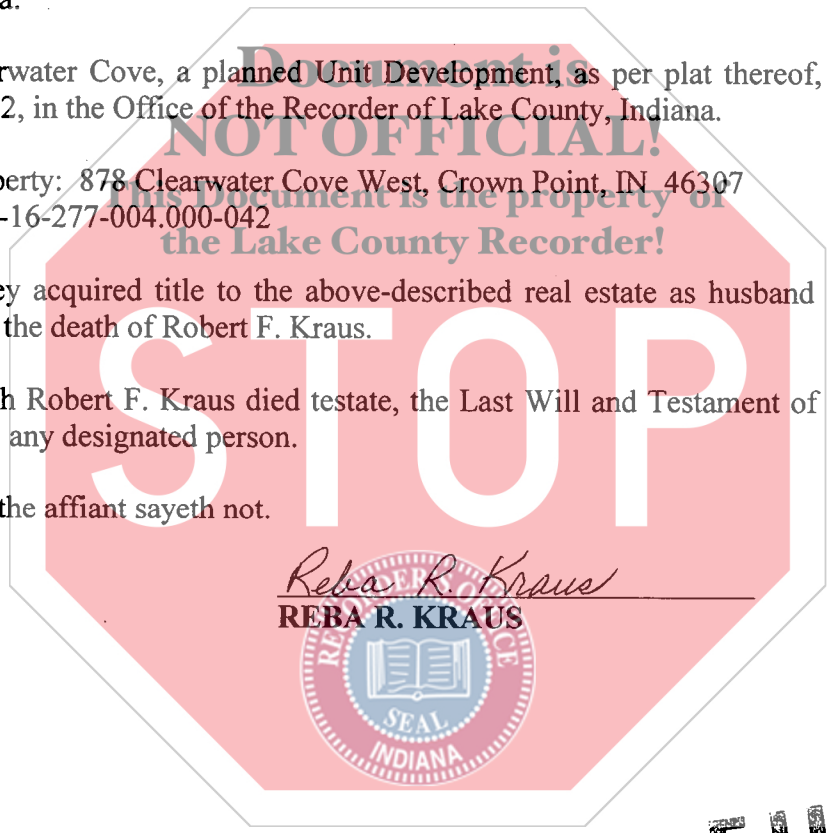 a.
rwater Cove, a planned Unit Development, as per plat thereof,
2, in the Office of the Recorder of Lake County, Indiana.
perty: 878 Clearwater Cove West, Crown Point, IN 46307
-16-277-004.000-042
ey acquired title to the above-described real estate as husband
the death of Robert F. Kraus.
h Robert F. Kraus died testate, the Last Will and Testament of
any designated person.
the affiant sayeth not.
Reba R. Kraus
REBA R. KRAUS
Document is
NOT OFFICIAL!
This Document is the property of
the Lake County Recorder!
STOP
RECORDER'S OFFICE
SEAL
INDIANA